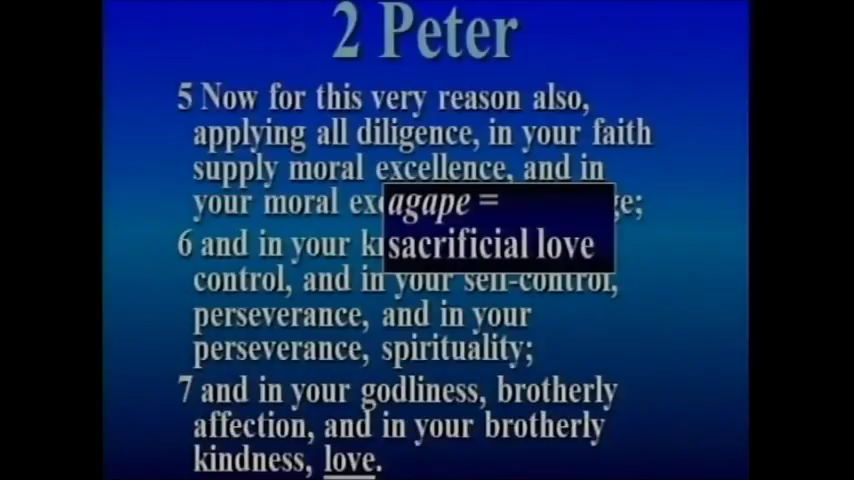 2 Peter
5 Now for this very reason also,
applying all diligence, in your faith
supply moral excellence, and in
your moral
agape =
sacrificial love
6 and in your
control, and in your self-control,
perseverance, and in your
perseverance, spirituality;
7 and in your godliness, brotherly
affection, and in your brotherly
kindness, love.